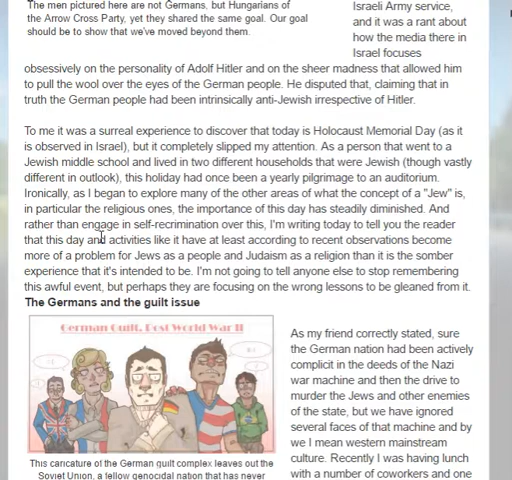 The men pictured here are not Germans, but Hungarians of
the Arrow Cross Party, yet they shared the same goal. Our goal
should be to show that we've moved beyond them.
Israeli Army service,
and it was a rant about
how the media there in
Israel focuses
obsessively on the personality of Adolf Hitler and on the sheer madness that allowed him
to pull the wool over the eyes of the German people. He disputed that, claiming that in
truth the German people had been intrinsically anti-Jewish irrespective of Hitler.
To me it was a surreal experience to discover that today is Holocaust Memorial Day (as it
is observed in Israel), but it completely slipped my attention. As a person that went to a
Jewish middle school and lived in two different households that were Jewish (though vastly
different in outlook), this holiday had once been a yearly pilgrimage to an auditorium.
Ironically, as I began to explore many of the other areas of what the concept of a "Jew" is,
in particular the religious ones, the importance of this day has steadily diminished. And
rather than engage in self-recrimination over this, I'm writing today to tell you the reader
that this day and activities like it have at least according to recent observations become
more of a problem for Jews as a people and Judaism as a religion than it is the somber
experience that it's intended to be. I'm not going to tell anyone else to stop remembering
this awful event, but perhaps they are focusing on the wrong lessons to be gleaned from it.
The Germans and the guilt issue
German Guilt, Post World War II
This caricature of the German guilt complex leaves out the
Soviet Union, a fellow genocidal nation that has never
As my friend correctly stated, sure
the German nation had been actively
complicit in the deeds of the Nazi
war machine and then the drive to
murder the Jews and other enemies
of the state, but we have ignored
several faces of that machine and by
we I mean western mainstream
culture. Recently I was having lunch
with a number of coworkers and one